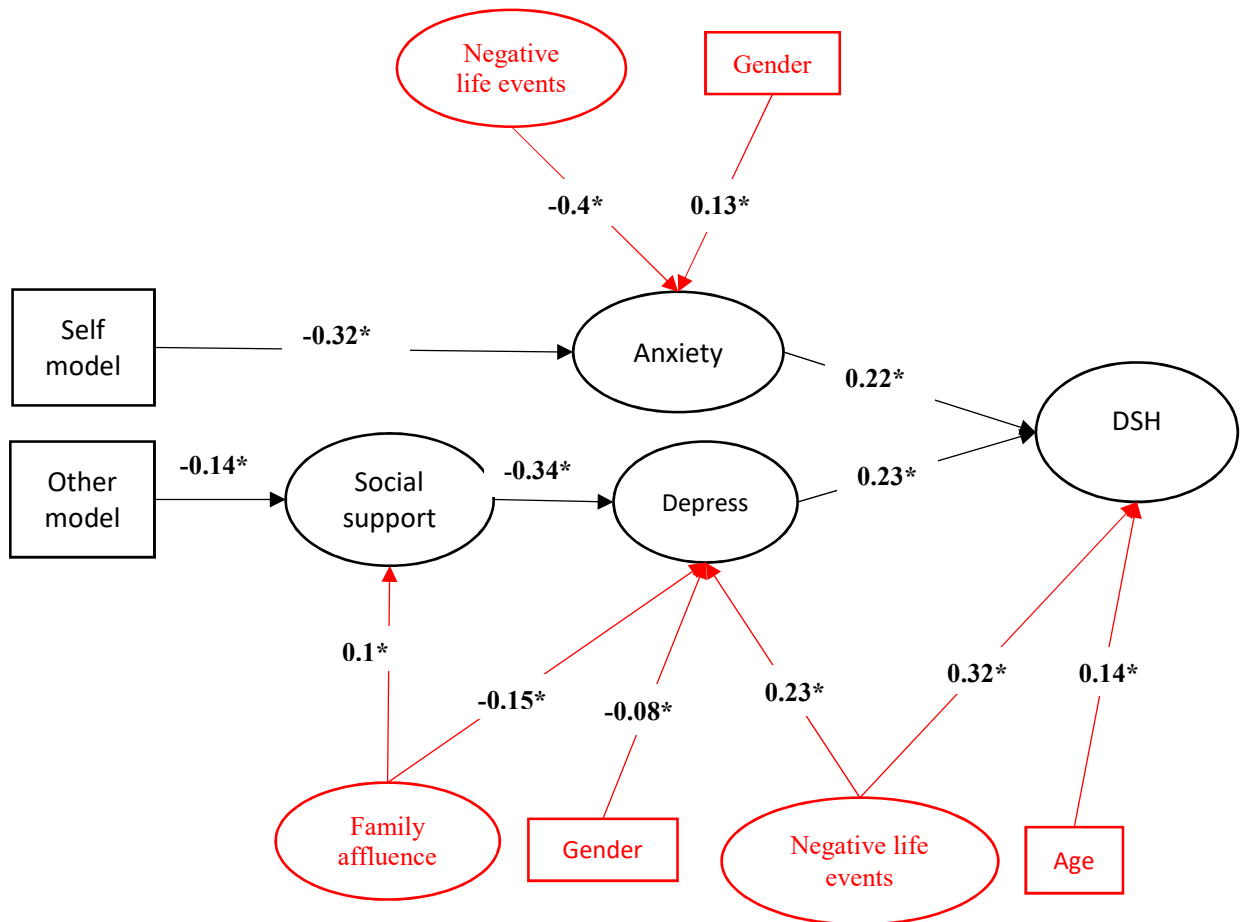 Negative
life events
Gender
-0.4*
0.13*
Self
model
-0.32*
Anxiety
0.22*
DSH
Other
model
-0.14*
Social
support
-0.34*
Depress
0.23*
0.1*
-0.15*
-0.08*
0.23*
0.32*
0.14*
Family
affluence
Gender
Negative life
events
Age